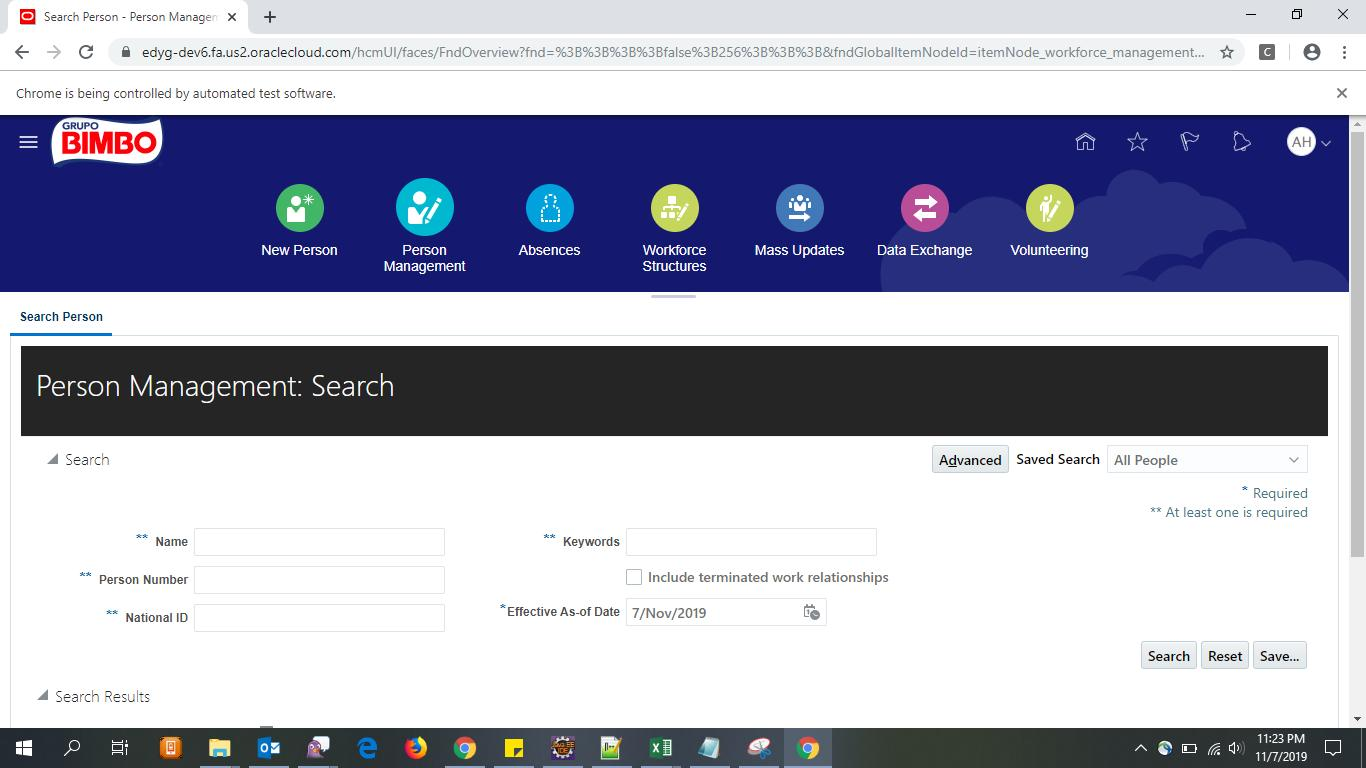 Search Person - Person Managem
edyg-dev6.fa.us2.oraclecloud.com/hcmUI/faces/FndOverview?fnd=%3B%3B%3B%3Bfalse%3B256%3B%3B%3B&fndGlobalItemNodeId=itemNode_workforce_management...
C
Chrome is being controlled by automated test software.
GRUPO
BIMBO
AH
New Person
Person
Management
Absences
Workforce
Structures
Mass Updates
Data Exchange
Volunteering
Search Person
Person Management: Search
Search
Advanced
Saved Search
All People
* Required
** At least one is required
** Name
** Keywords
** Person Number
Include terminated work relationships
** National ID
*Effective As-of Date
7/Nov/2019
Search
Reset
Save...
Search Results
11:23 PM
11/7/2019